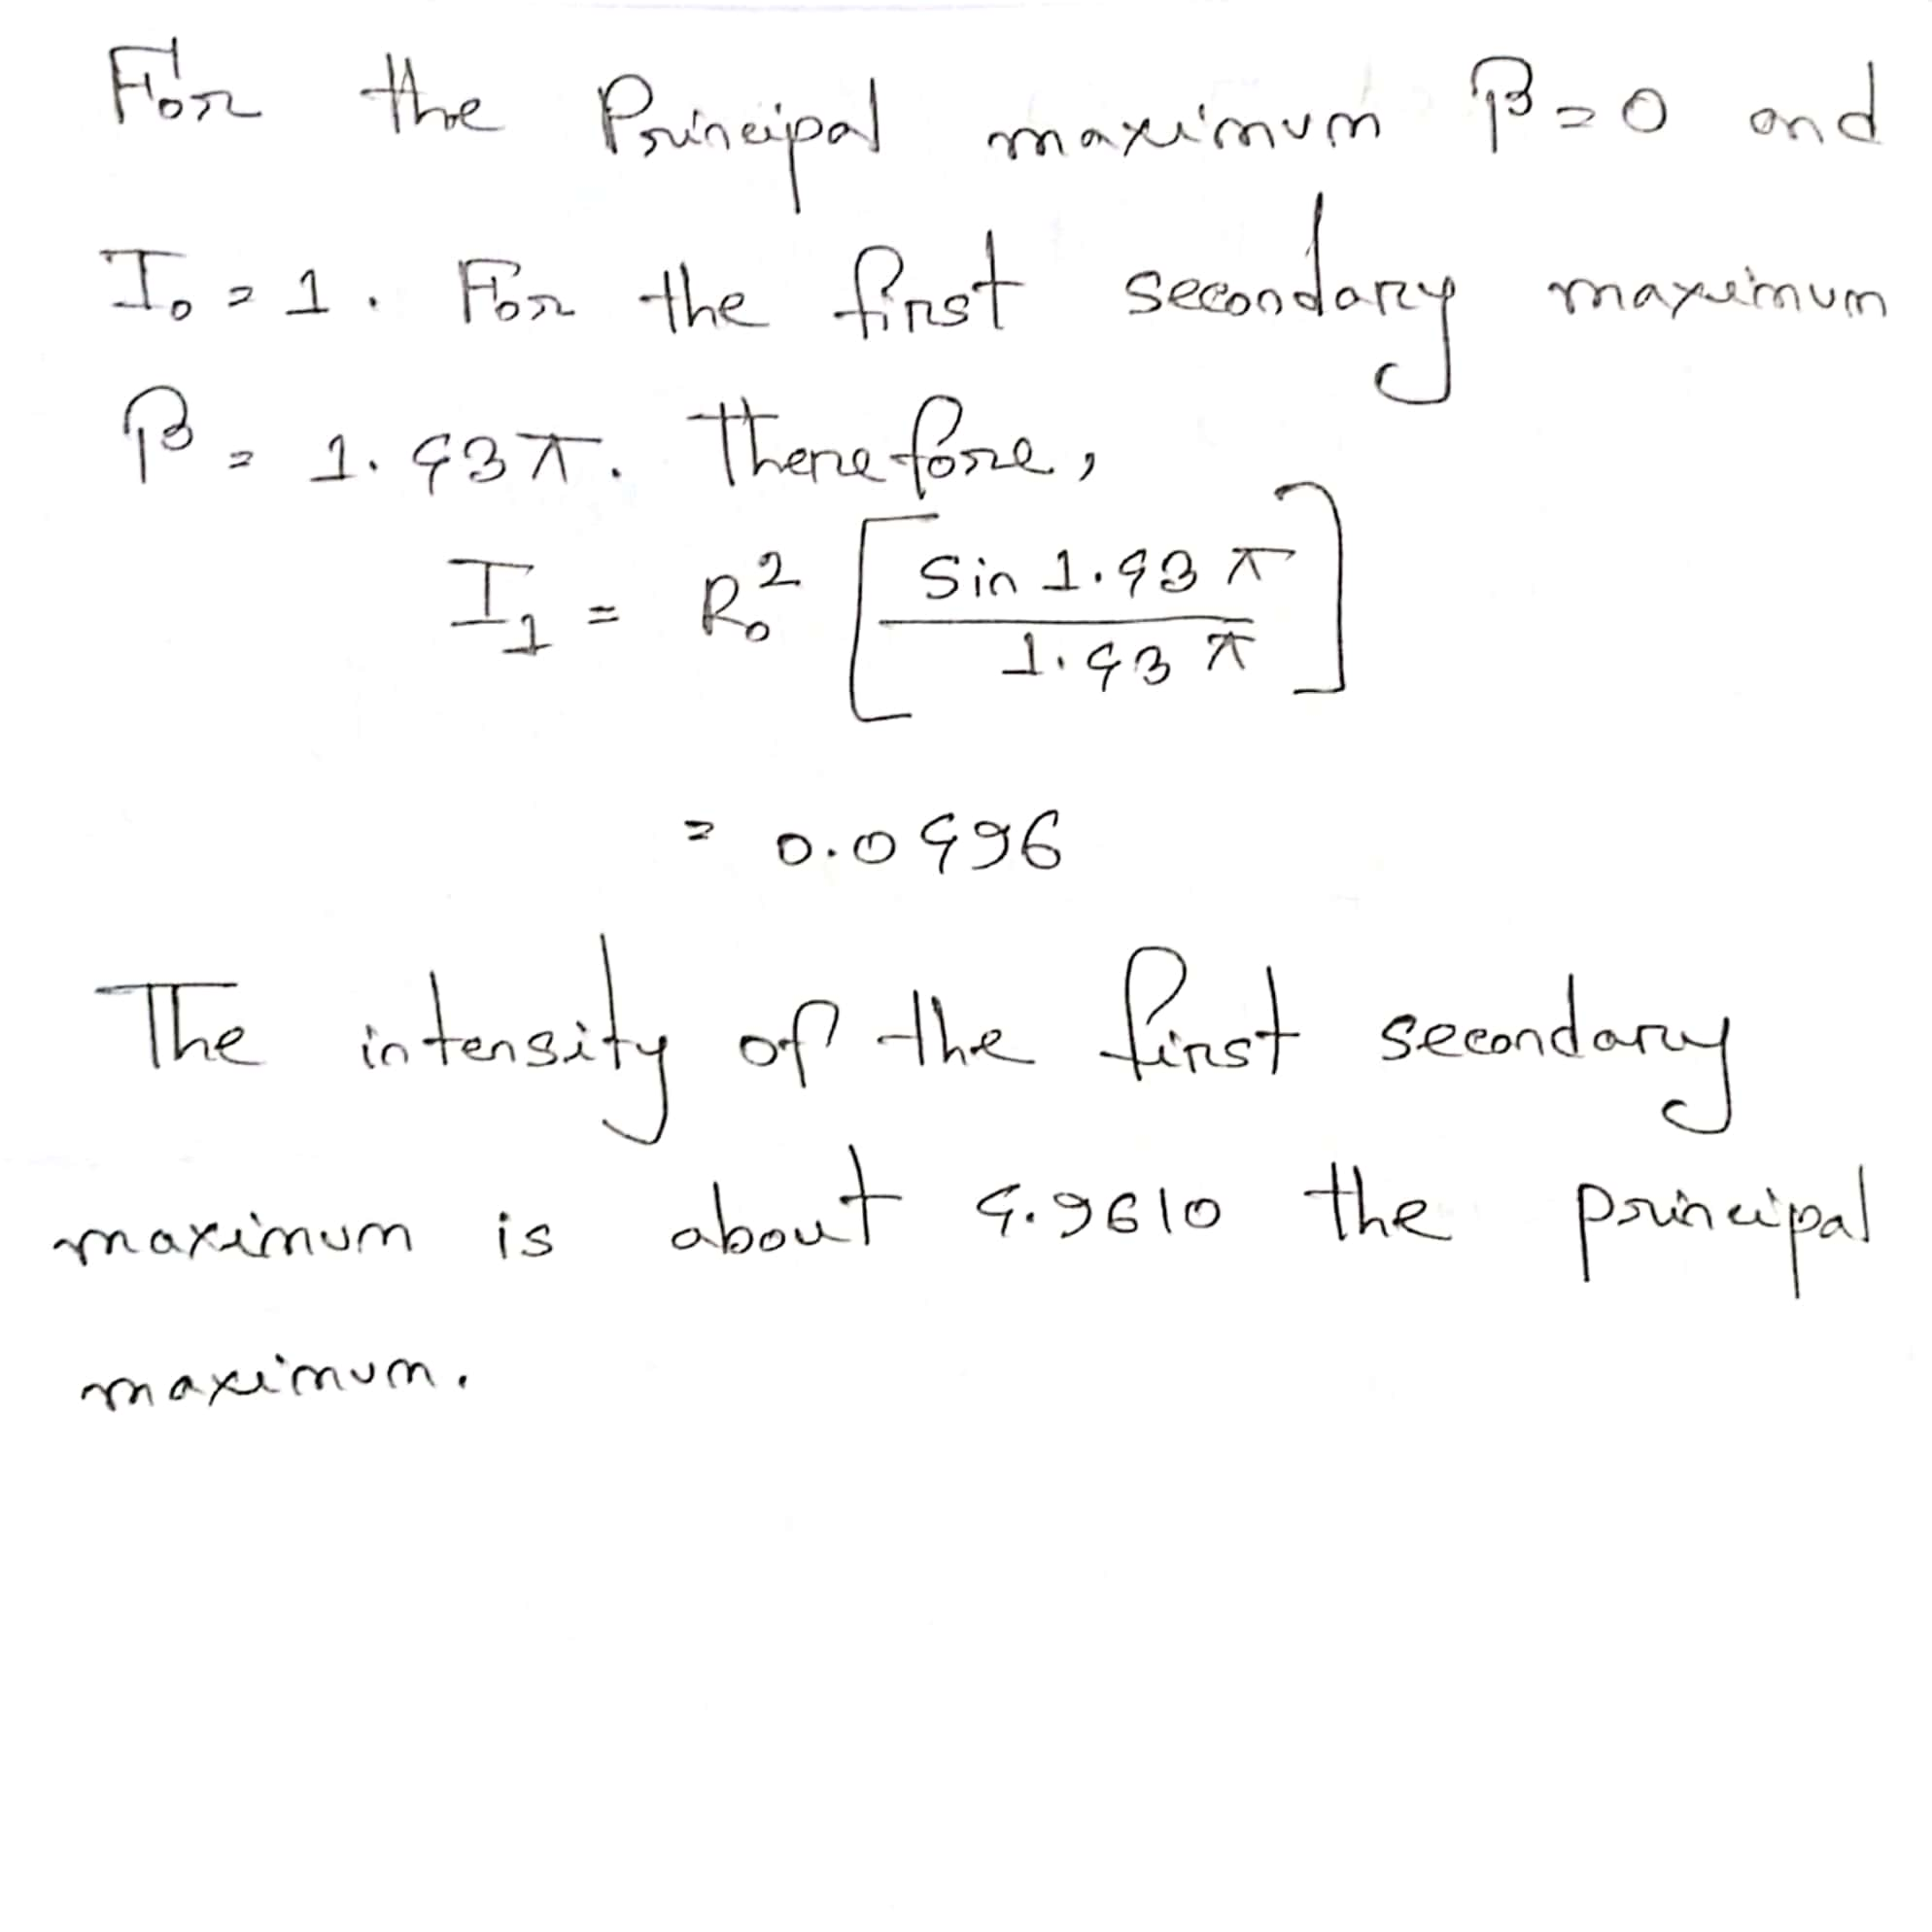 For the Principal maximum β = 0 and
I₀ = 1. For the first secondary maximum
β = 1.43π. Therefore,
I₁ = R₀² [ sin 1.43π / 1.43π ]
= 0.0496
The intensity of the first secondary
maximum is about 4.9610 the principal
maximum.